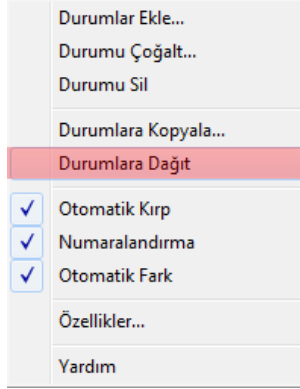 Durumlar Ekle...
Durumu Çoğalt...
Durumu Sil
Durumlara Kopyala...
Durumlara Dağıt
Otomatik Kırp
Numaralandırma
Otomatik Fark
Özellikler...
Yardım